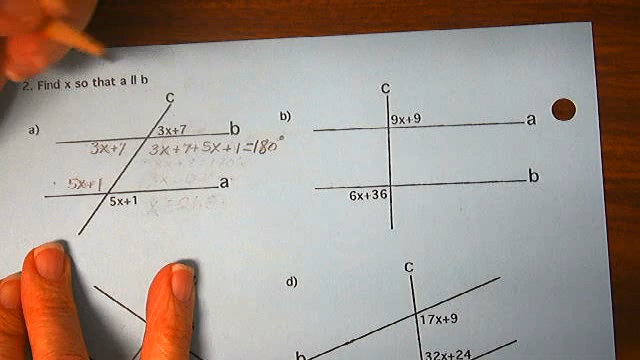 2. Find x so that a || b
a)
C
3x+7
b
3x+7
3x+7+5x+1=180°
5x+1
a
5x+1
b)
C
9x+9
a
b
6x+36
d)
C
17x+9
b
32x+24